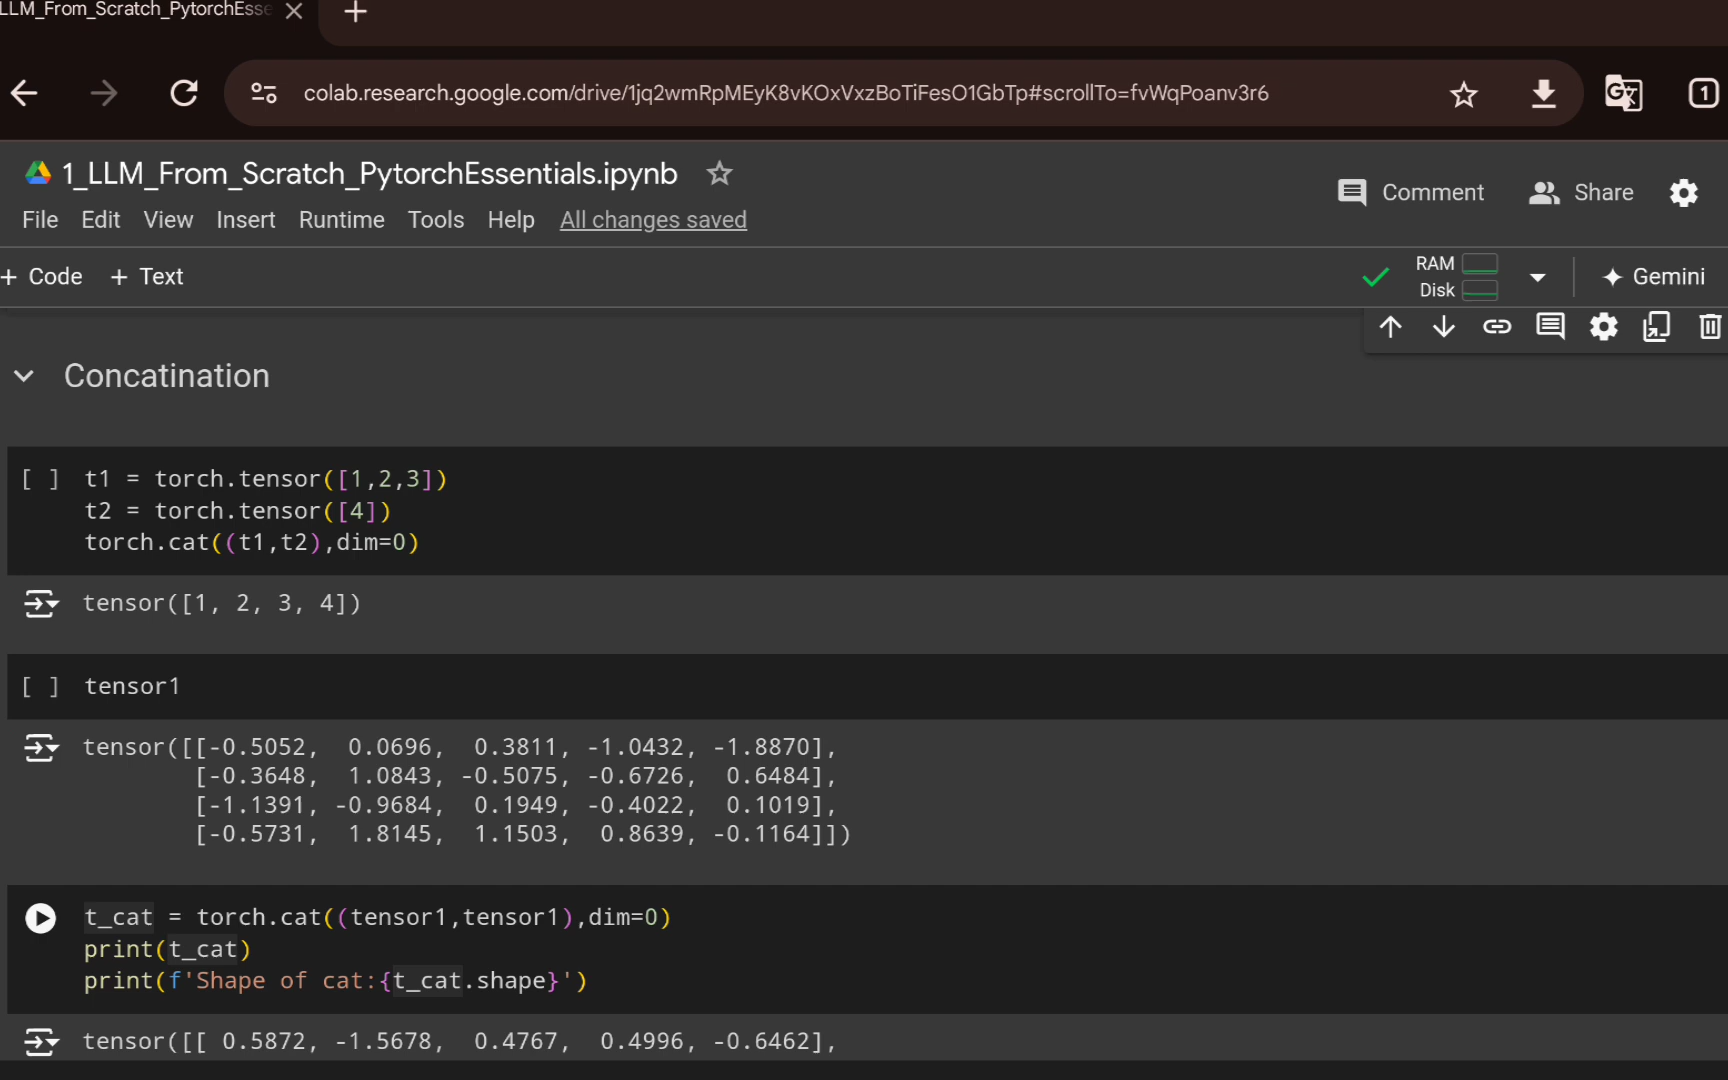 LLM_From_Scratch_PytorchEsse
colab.research.google.com/drive/1jq2wmRpMEyK8vKOxVxzBoTiFesO1GbTp#scrollTo=fvWqPoanv3r6
1
1_LLM_From_Scratch_PytorchEssentials.ipynb
Comment Share
File Edit View Insert Runtime Tools Help All changes saved
+ Code + Text
RAM
Disk
Gemini
Concatination
[ ] t1 = torch.tensor([1,2,3])
t2 = torch.tensor([4])
torch.cat((t1,t2),dim=0)
tensor([1, 2, 3, 4])
[ ] tensor1
tensor([[-0.5052, 0.0696, 0.3811, -1.0432, -1.8870],
[-0.3648, 1.0843, -0.5075, -0.6726, 0.6484],
[-1.1391, -0.9684, 0.1949, -0.4022, 0.1019],
[-0.5731, 1.8145, 1.1503, 0.8639, -0.1164]])
t_cat = torch.cat((tensor1,tensor1),dim=0)
print(t_cat)
print(f'Shape of cat:{t_cat.shape}')
tensor([[ 0.5872, -1.5678, 0.4767, 0.4996, -0.6462],